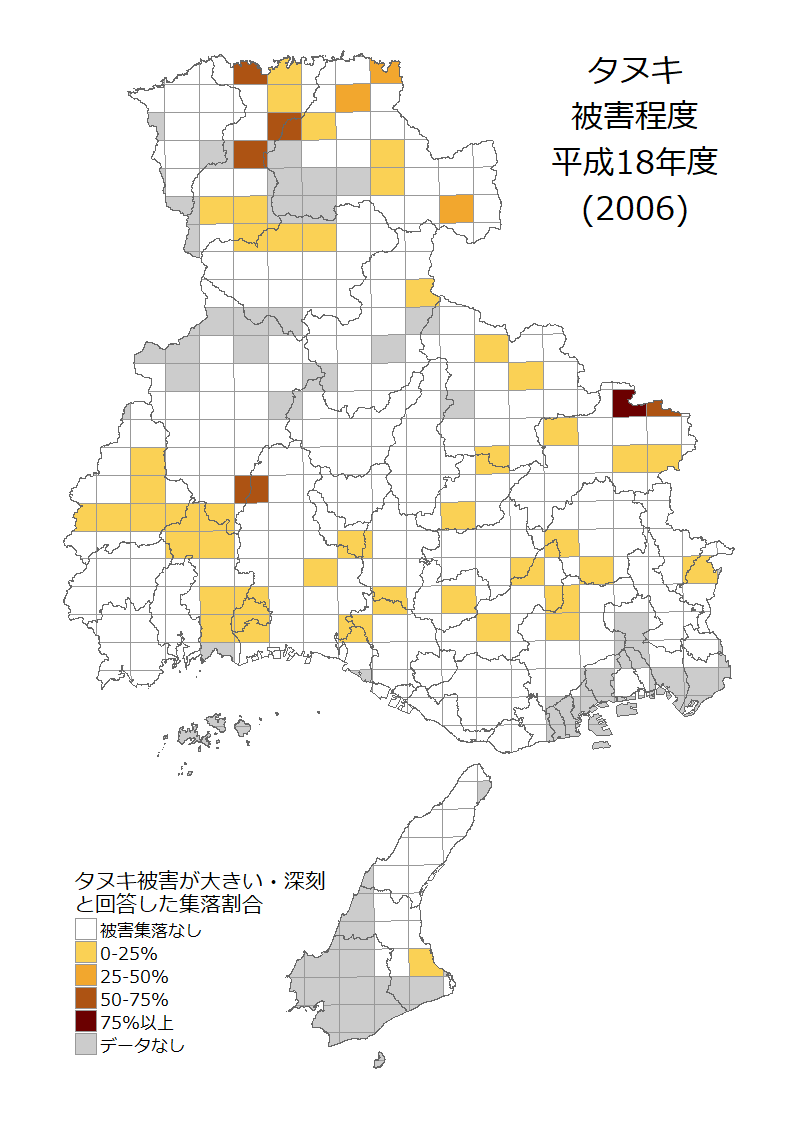 タヌキ
被害程度
平成18年度
(2006)
タヌキ被害が大きい・深刻
と回答した集落割合
被害集落なし
0-25%
25-50%
50-75%
75%以上
データなし